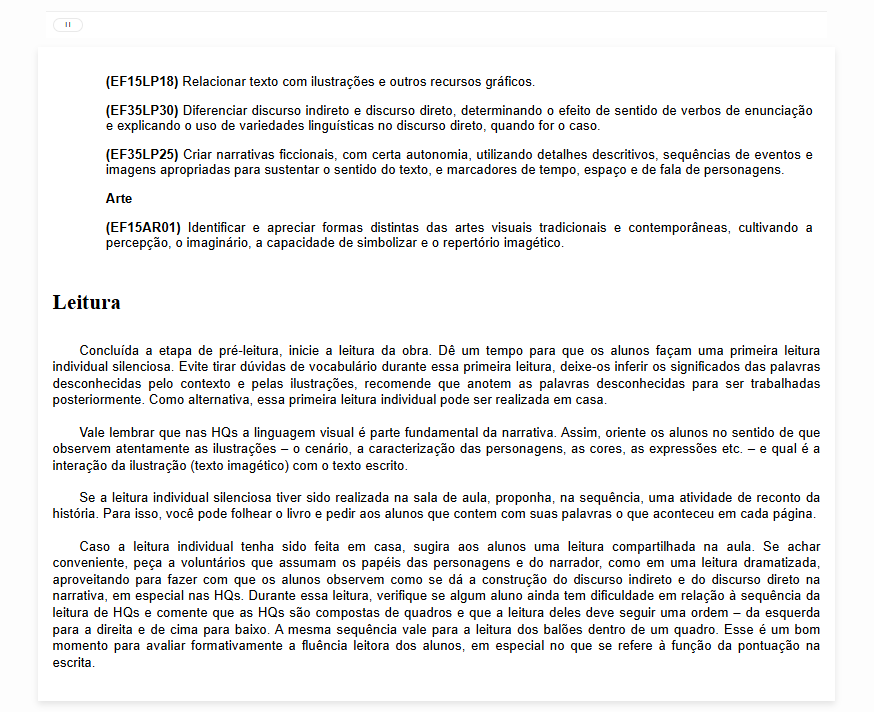 (EF15LP18) Relacionar texto com ilustrações e outros recursos gráficos.
(EF35LP30) Diferenciar discurso indireto e discurso direto, determinando o efeito de sentido de verbos de enunciação
e explicando o uso de variedades linguísticas no discurso direto, quando for o caso.
(EF35LP25) Criar narrativas ficcionais, com certa autonomia, utilizando detalhes descritivos, sequências de eventos e
imagens apropriadas para sustentar o sentido do texto, e marcadores de tempo, espaço e de fala de personagens.
Arte
(EF15AR01) Identificar e apreciar formas distintas das artes visuais tradicionais e contemporâneas, cultivando a
percepção, o imaginário, a capacidade de simbolizar e o repertório imagético.
Leitura
Concluída a etapa de pré-leitura, inicie a leitura da obra. Dê um tempo para que os alunos façam uma primeira leitura
individual silenciosa. Evite tirar dúvidas de vocabulário durante essa primeira leitura, deixe-os inferir os significados das palavras
desconhecidas pelo contexto e pelas ilustrações, recomende que anotem as palavras desconhecidas para ser trabalhadas
posteriormente. Como alternativa, essa primeira leitura individual pode ser realizada em casa.
Vale lembrar que nas HQs a linguagem visual é parte fundamental da narrativa. Assim, oriente os alunos no sentido de que
observem atentamente as ilustrações – o cenário, a caracterização das personagens, as cores, as expressões etc. – e qual é a
interação da ilustração (texto imagético) com o texto escrito.
Se a leitura individual silenciosa tiver sido realizada na sala de aula, proponha, na sequência, uma atividade de reconto da
história. Para isso, você pode folhear o livro e pedir aos alunos que contem com suas palavras o que aconteceu em cada página.
Caso a leitura individual tenha sido feita em casa, sugira aos alunos uma leitura compartilhada na aula. Se achar
conveniente, peça a voluntários que assumam os papéis das personagens e do narrador, como em uma leitura dramatizada,
aproveitando para fazer com que os alunos observem como se dá a construção do discurso indireto e do discurso direto na
narrativa, em especial nas HQs. Durante essa leitura, verifique se algum aluno ainda tem dificuldade em relação à sequência da
leitura de HQs e comente que as HQs são compostas de quadros e que a leitura deles deve seguir uma ordem – da esquerda
para a direita e de cima para baixo. A mesma sequência vale para a leitura dos balões dentro de um quadro. Esse é um bom
momento para avaliar formativamente a fluência leitora dos alunos, em especial no que se refere à função da pontuação na
escrita.